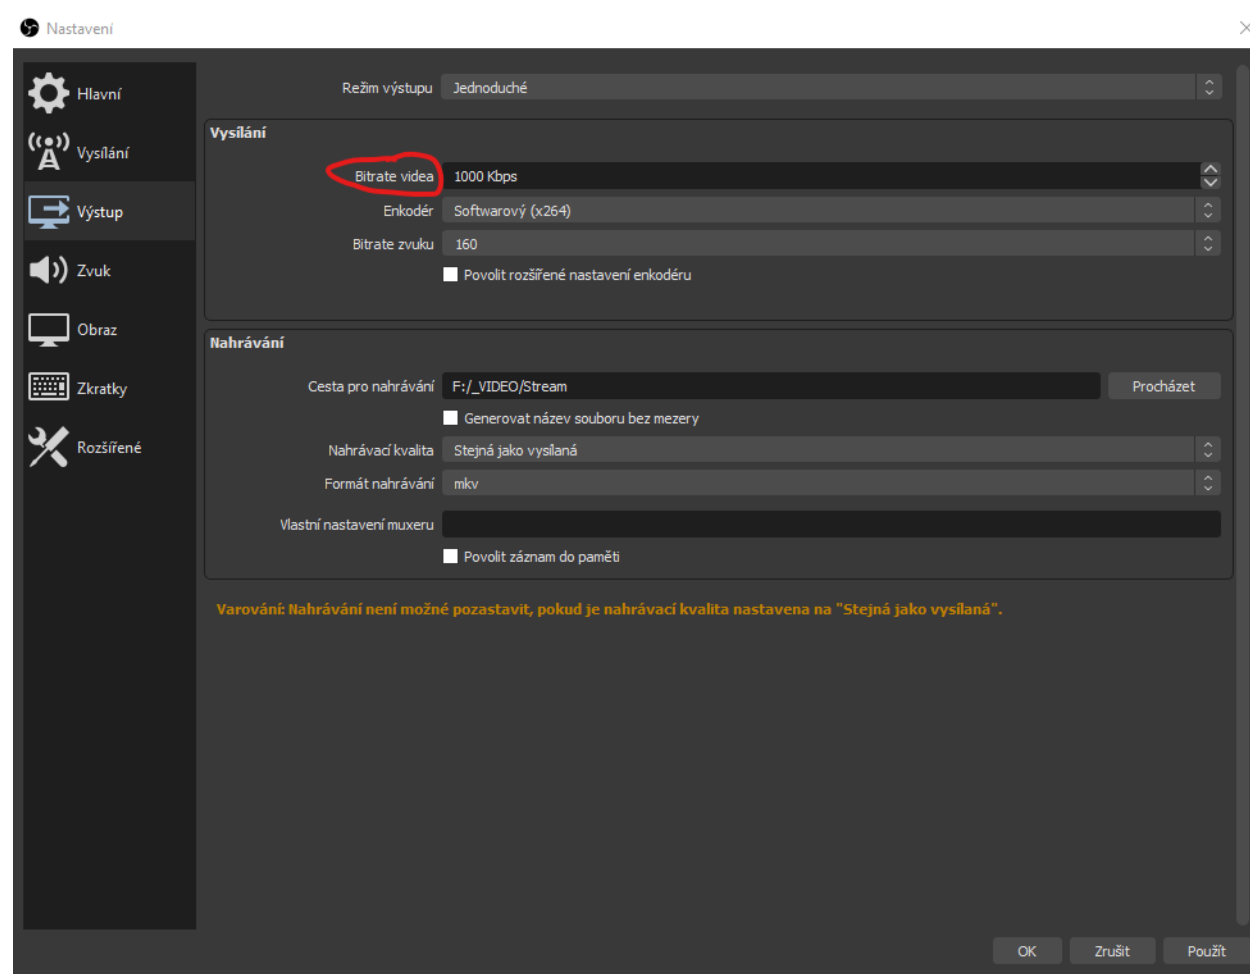 Nastavení
Hlavní
Vysílání
Výstup
Zvuk
Obraz
Zkratky
Rozšířené
Režim výstupu Jednoduché
Vysílání
Bitrate videa 1000 Kbps
Enkodér Softwarový (x264)
Bitrate zvuku 160
Povolit rozšířené nastavení enkodéru
Nahrávání
Cesta pro nahrávání F:/_VIDEO/Stream Procházet
Generovat název souboru bez mezery
Nahrávací kvalita Stejná jako vysílaná
Formát nahrávání mkv
Vlastní nastavení muxeru
Povolit záznam do paměti
Varování: Nahrávání není možné pozastavit, pokud je nahrávací kvalita nastavena na "Stejná jako vysílaná".
OK Zrušit Použít